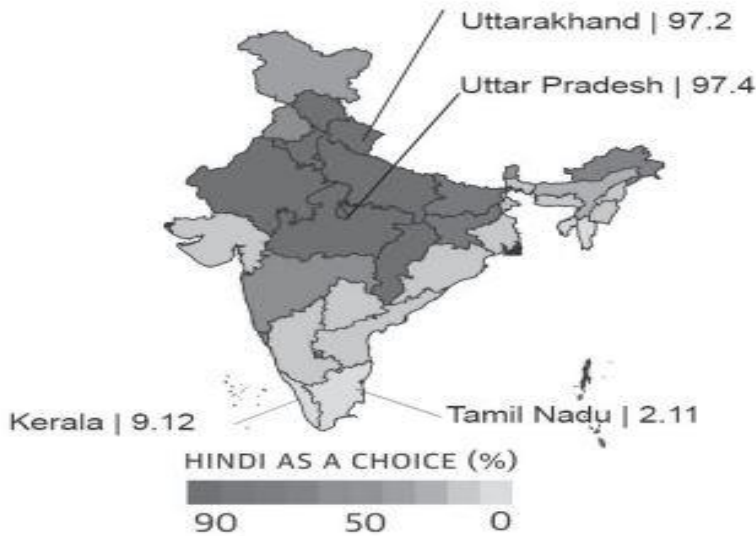 Uttarakhand | 97.2
Uttar Pradesh | 97.4
Kerala | 9.12
Tamil Nadu | 2.11
HINDI AS A CHOICE (%)
90 50 0